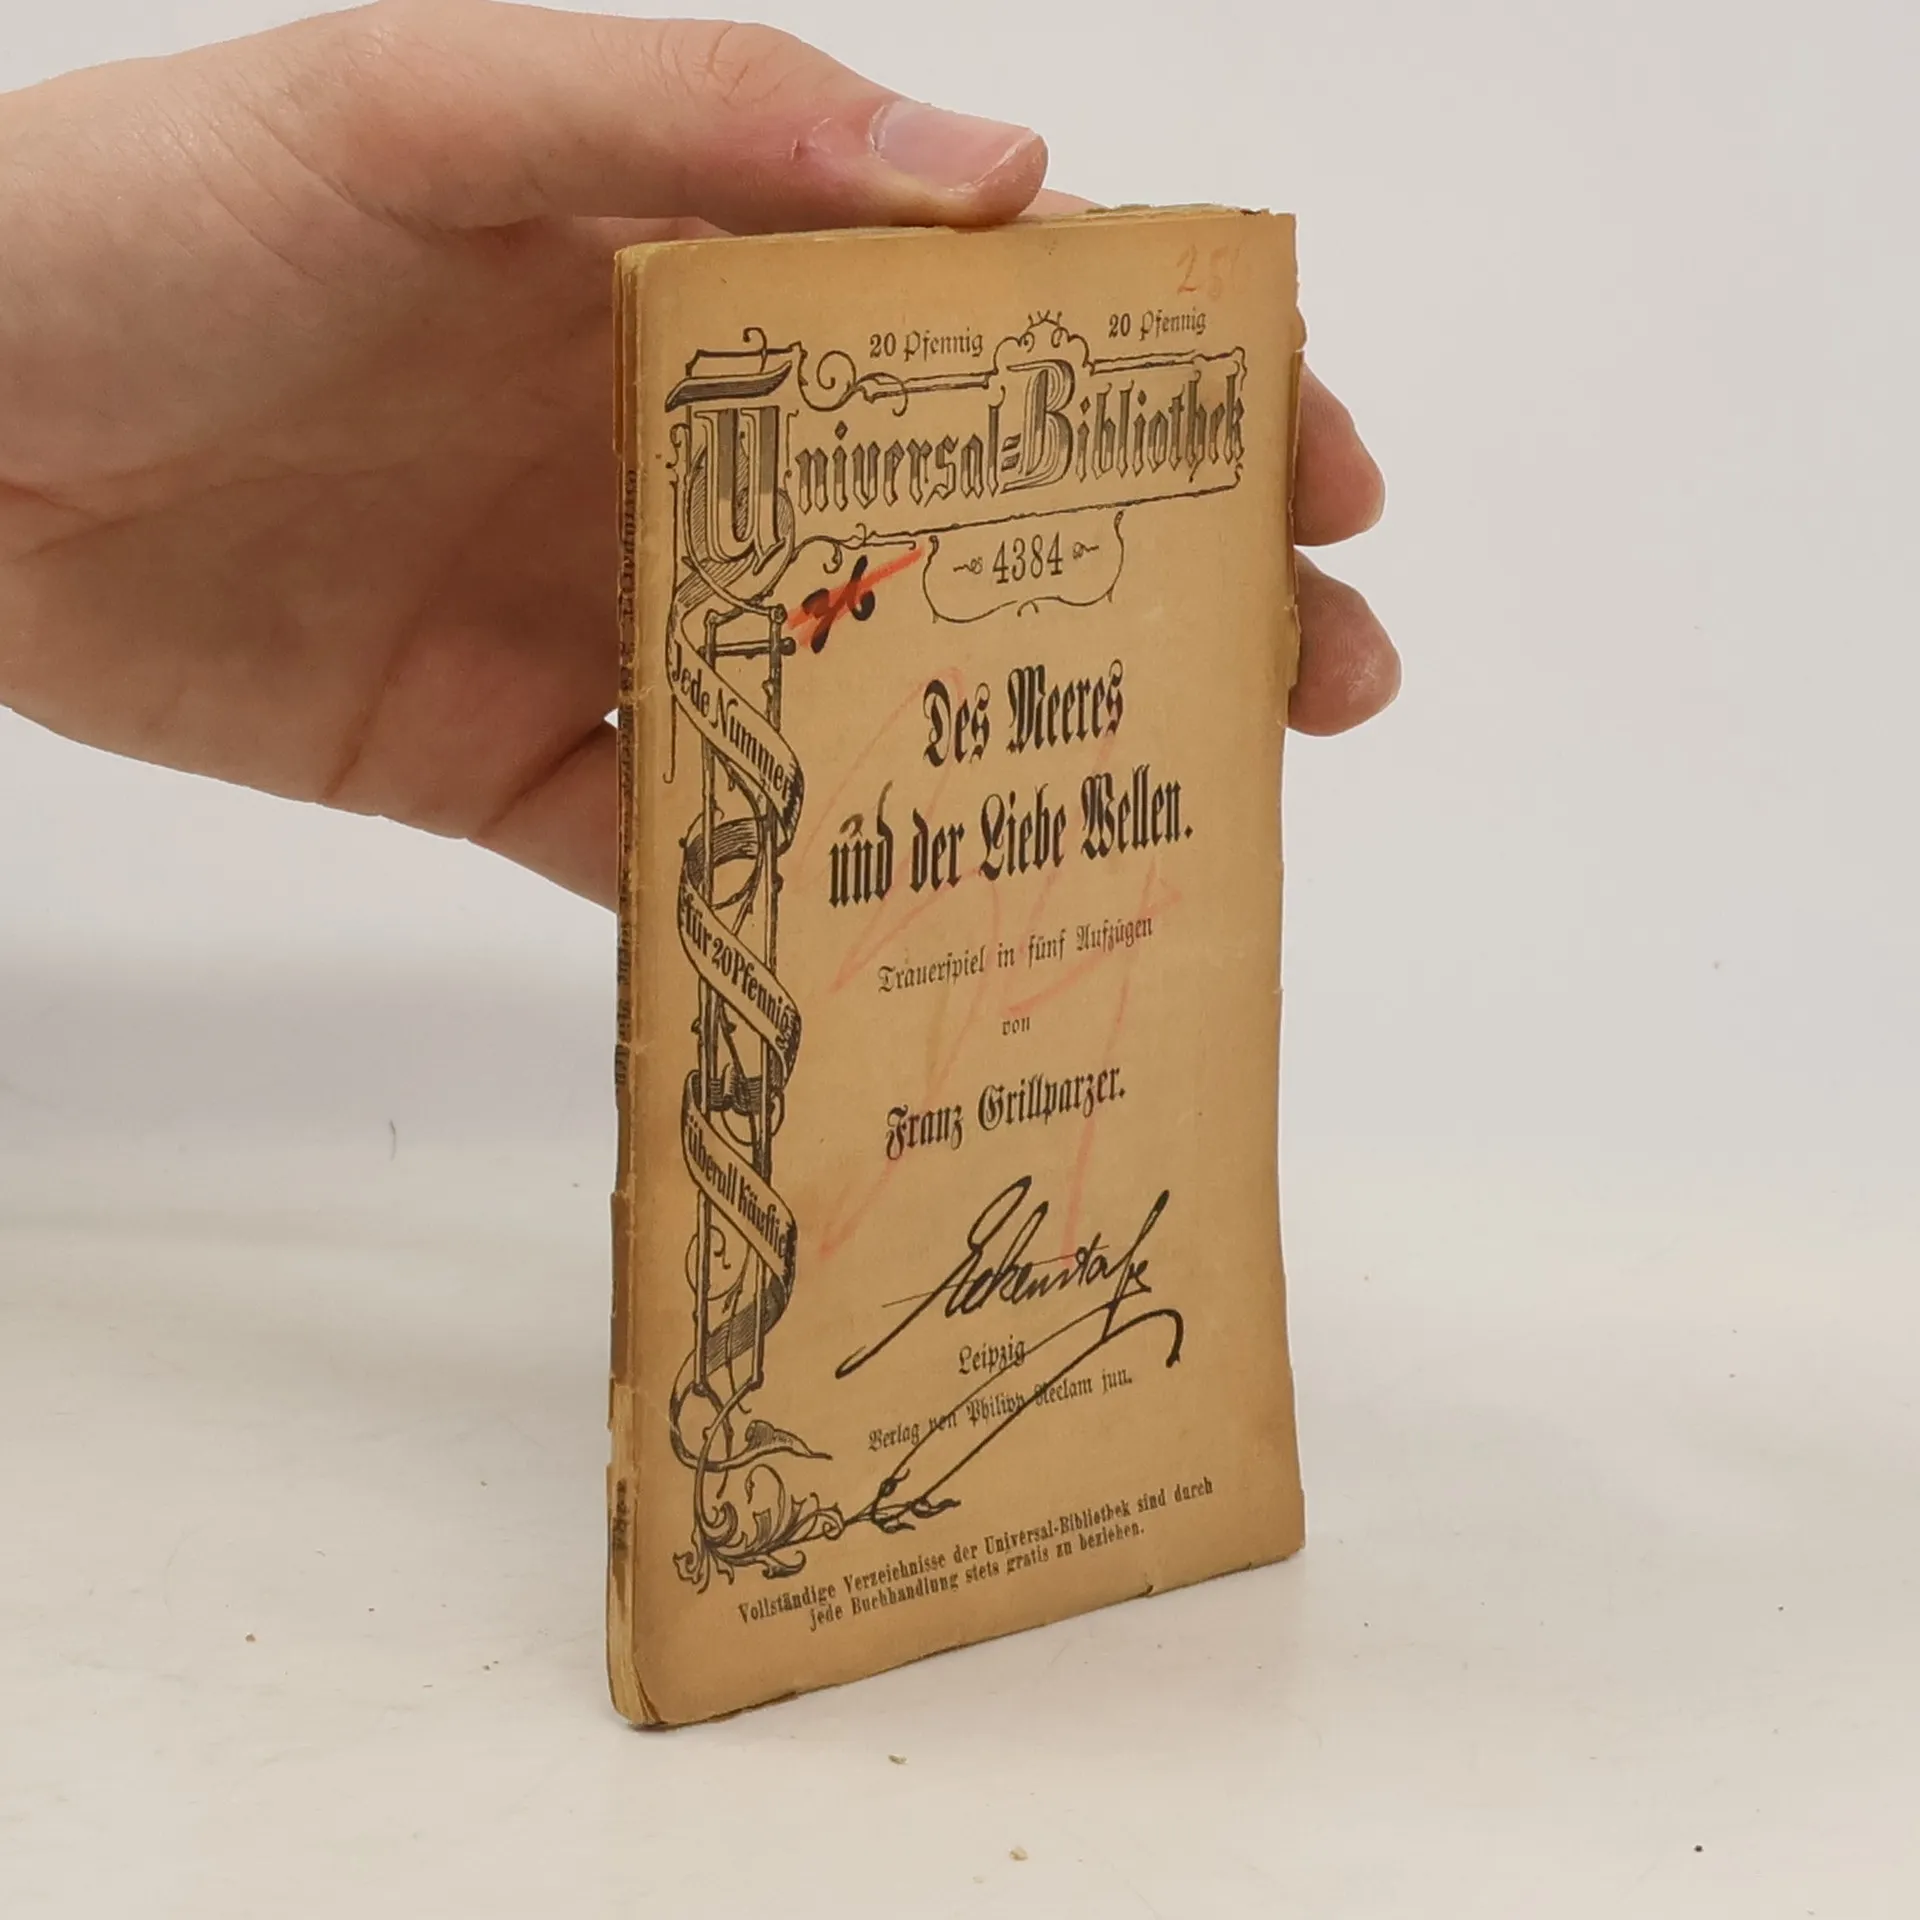 20 Pfennig 20 Pfennig
Universal=Bibliothek
4384
Jede Nummer
für 20 Pfennig
überall käuflich
Des Meeres
und der Liebe Wellen.
Trauerspiel in fünf Aufzügen
von
Franz Grillparzer.
Leipzig
Verlag von Philipp Reclam jun.
Vollständige Verzeichnisse der Universal-Bibliothek sind durch
jede Buchhandlung stets gratis zu beziehen.